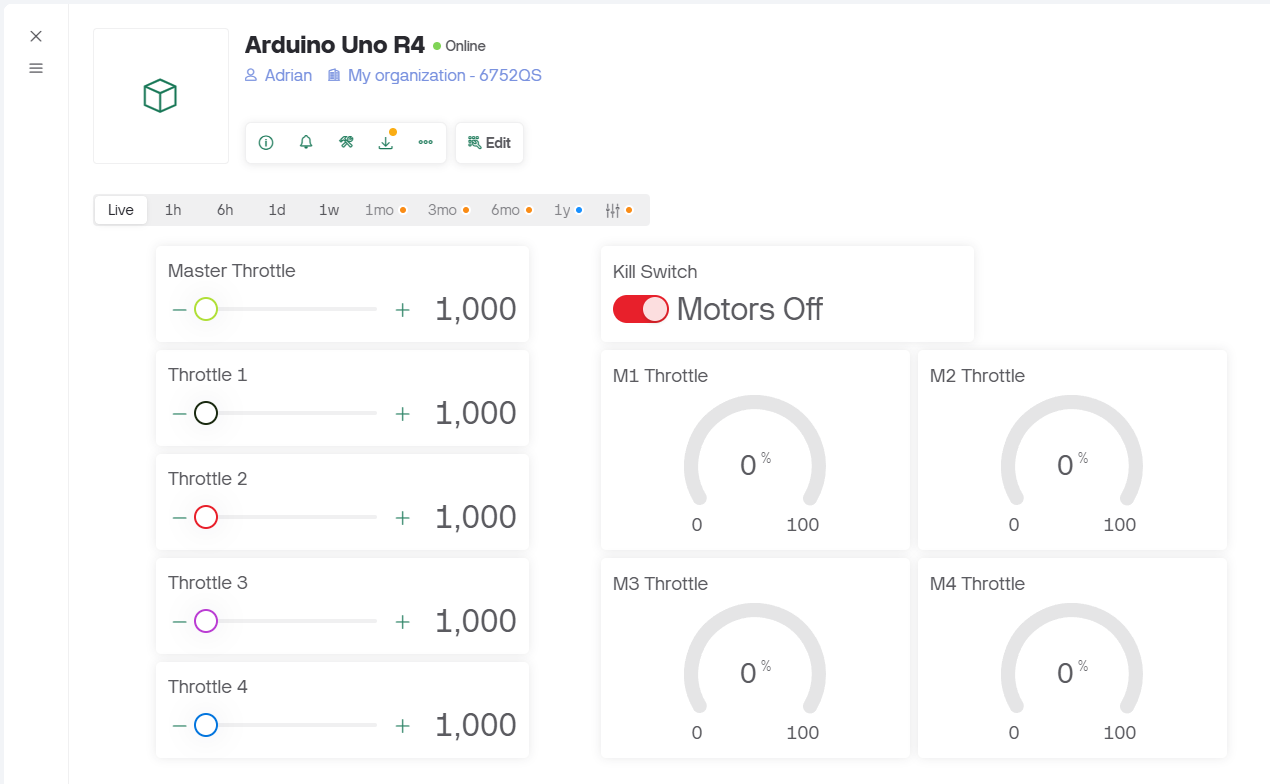 Arduino Uno R4 Online
Adrian My organization - 6752QS
Edit
Live 1h 6h 1d 1w 1mo 3mo 6mo 1y
Master Throttle
1,000
Throttle 1
1,000
Throttle 2
1,000
Throttle 3
1,000
Throttle 4
1,000
Kill Switch
Motors Off
M1 Throttle
0 %
0 100
M2 Throttle
0 %
0 100
M3 Throttle
0 %
0 100
M4 Throttle
0 %
0 100